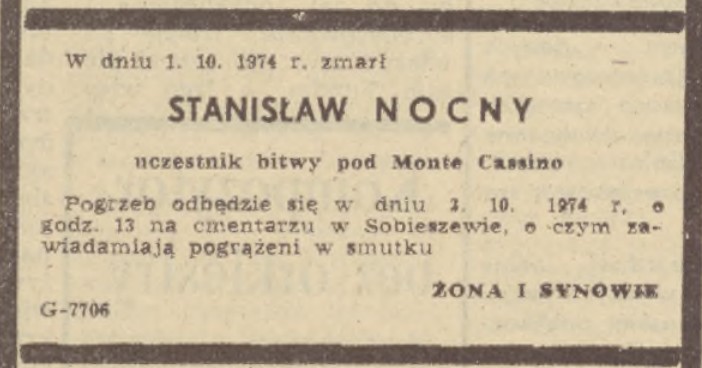 W dniu 1. 10. 1974 r. zmarł
STANISŁAW NOCNY
uczestnik bitwy pod Monte Cassino
Pogrzeb odbędzie się w dniu 3. 10. 1974 r. o
godz. 13 na cmentarzu w Sobieszewie, o czym za-
wiadamiają pogrążeni w smutku
ŻONA I SYNOWIE
G-7706